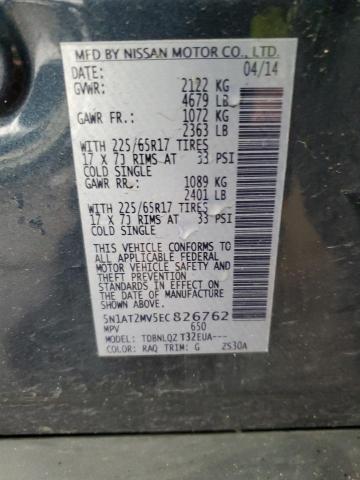 MFD BY NISSAN MOTOR CO., LTD.
DATE: 04/14
GVWR: 2122 KG
4679 LB
GAWR FR.: 1072 KG
2363 LB
WITH 225/65R17 TIRES
17 X 7J RIMS AT 33 PSI
COLD SINGLE
GAWR RR.: 1089 KG
2401 LB
WITH 225/65R17 TIRES
17 X 7J RIMS AT 33 PSI
COLD SINGLE
THIS VEHICLE CONFORMS TO
ALL APPLICABLE FEDERAL
MOTOR VEHICLE SAFETY
AND THEFT PREVENTION
STANDARDS IN EFFECT ON
THE DATE OF MANUFACTURE
SHOWN ABOVE.
5N1AT2MV5EC826762
MPV 650
MODEL: TDBNLQZ T32EUA---
COLOR: RAQ TRIM: G ZS30A